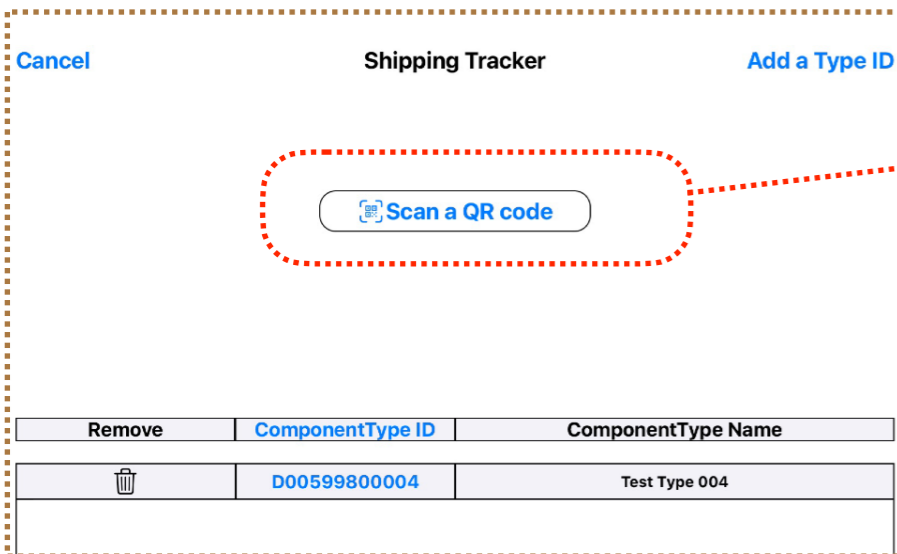 Cancel Shipping Tracker Add a Type ID
Scan a QR code
Remove ComponentType ID ComponentType Name
D00599800004 Test Type 004